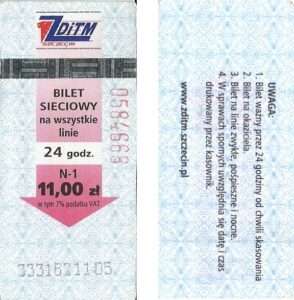 ZDiTM
SZCZECIN
BILET
SIECIOWY
na wszystkie
linie
24 godz.
N-1
11,00 zł
w tym 7% podatku VAT
3331621105
UWAGA:
1. Bilet ważny przez 24 godziny od chwili skasowania
2. Bilet na okaziciela.
3. Bilet na linie zwykłe, pośpieszne i nocne.
4. W sprawach spornych uwzględnia się datę i czas
drukowany przez kasownik.
www.zditm.szczecin.pl